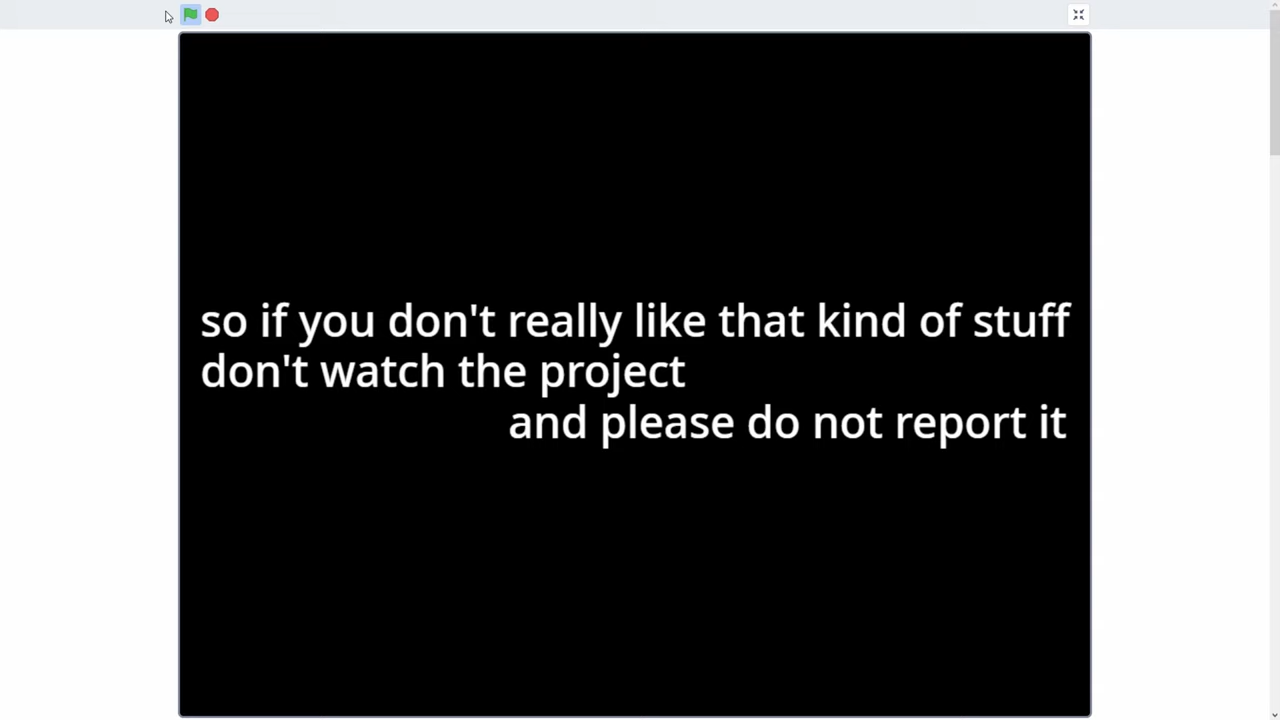 so if you don't really like that kind of stuff
don't watch the project
and please do not report it